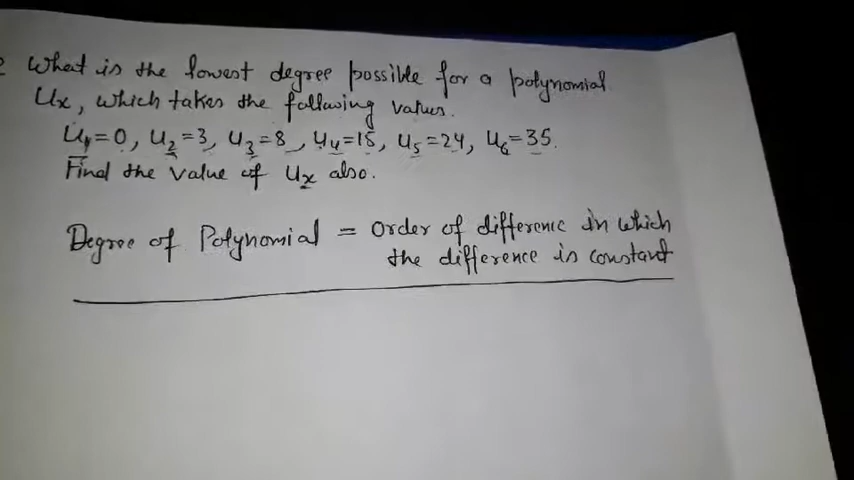 What is the lowest degree possible for a polynomial
Ux, which takes the following values.
U1=0, U2=3, U3=8, U4=15, U5=24, U6=35.
Find the value of Ux also.
Degree of Polynomial = Order of difference in which
the difference is constant